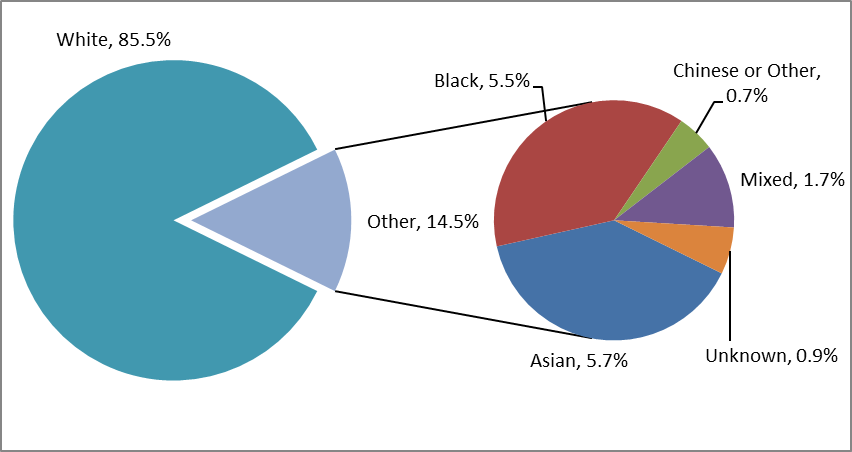 White, 85.5%
Black, 5.5%
Chinese or Other,
0.7%
Mixed, 1.7%
Other, 14.5%
Unknown, 0.9%
Asian, 5.7%